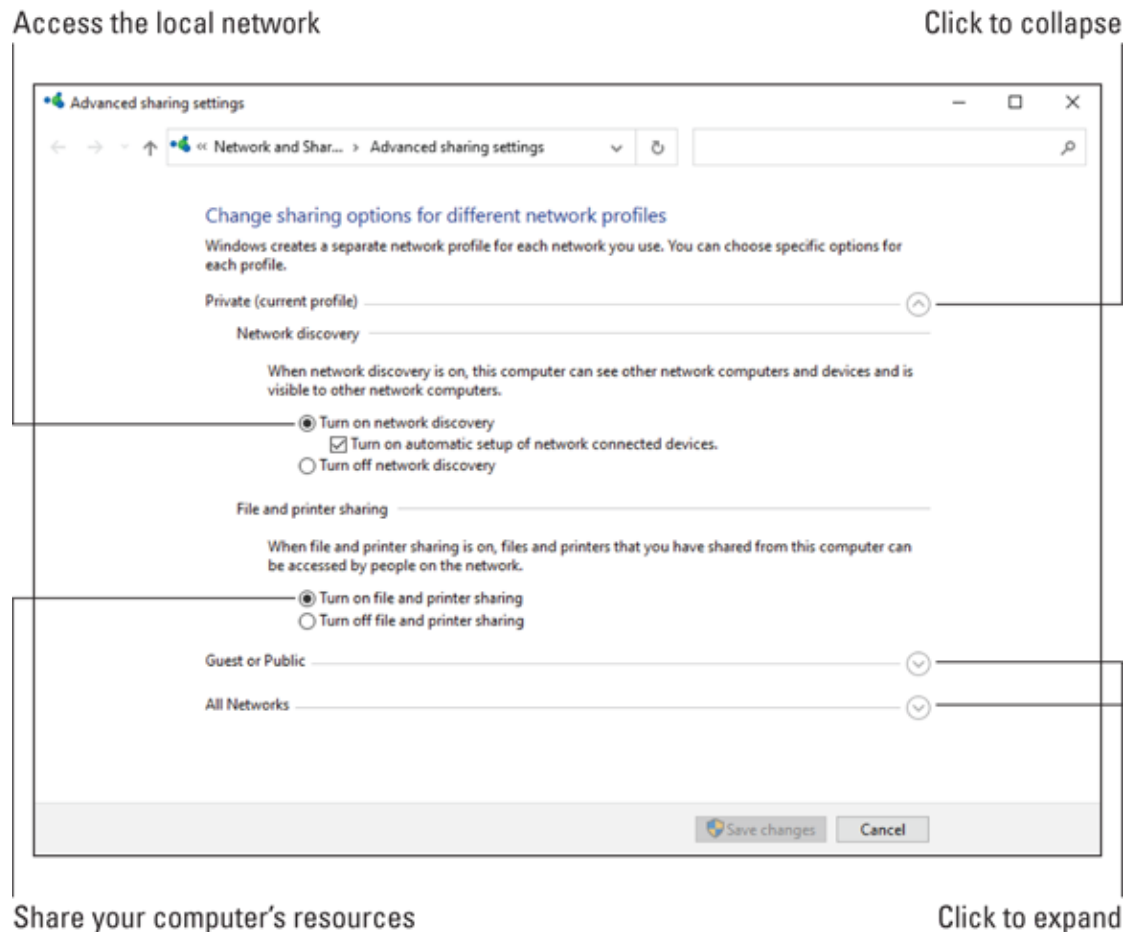 Access the local network
Click to collapse
Advanced sharing settings
« Network and Shar... > Advanced sharing settings
Change sharing options for different network profiles
Windows creates a separate network profile for each network you use. You can choose specific options for
each profile.
Private (current profile)
Network discovery
When network discovery is on, this computer can see other network computers and devices and is
visible to other network computers.
Turn on network discovery
Turn on automatic setup of network connected devices.
Turn off network discovery
File and printer sharing
When file and printer sharing is on, files and printers that you have shared from this computer can
be accessed by people on the network.
Turn on file and printer sharing
Turn off file and printer sharing
Guest or Public
All Networks
Save changes
Cancel
Share your computer's resources
Click to expand